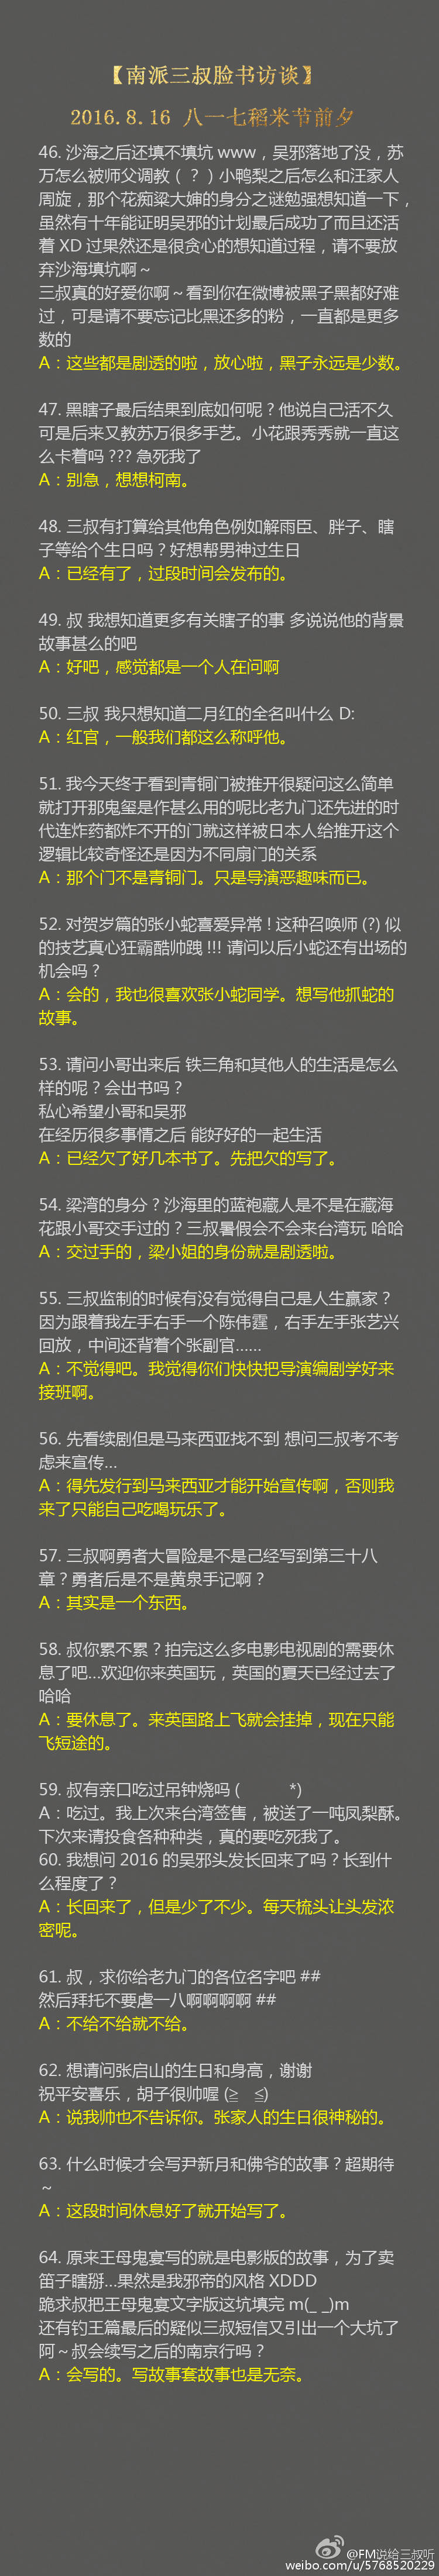 【南派三叔脸书访谈】
2016.8.16 八一七稻米节前夕
46. 沙海之后还填不填坑 www，吴邪落地了没，苏
万怎么被师父调教（？）小鸭梨之后怎么和汪家人
周旋，那个花痴梁大婶的身分之谜勉强想知道一下，
虽然有十年能证明吴邪的计划最后成功了而且还活
着 XD 过果然还是很贪心的想知道过程，请不要放
弃沙海填坑啊～
三叔真的好爱你啊～看到你在微博被黑子黑都好难
过，可是请不要忘记比黑还多的粉，一直都是更多
数的
A：这些都是剧透的啦，放心啦，黑子永远是少数。
47. 黑瞎子最后结果到底如何呢？他说自己活不久
可是后来又教苏万很多手艺。小花跟秀秀就一直这
么卡着吗 ??? 急死我了
A：别急，想想柯南。
48. 三叔有打算给其他角色例如解雨臣、胖子、瞎
子等给个生日吗？好想帮男神过生日
A：已经有了，过段时间会发布的。
49. 叔 我想知道更多有关瞎子的事 多说说他的背景
故事甚么的吧
A：好吧，感觉都是一个人在问啊
50. 三叔 我只想知道二月红的全名叫什么 D:
A：红官，一般我们都这么称呼他。
51. 我今天终于看到青铜门被推开很疑问这么简单
就打开那鬼玺是作甚么用的呢比老九门还先进的时
代连炸药都炸不开的门就这样被日本人给推开这个
逻辑比较奇怪还是因为不同扇门的关系
A：那个门不是青铜门。只是导演恶趣味而已。
52. 对贺岁篇的张小蛇喜爱异常 ! 这种召唤师 (?) 似
的技艺真心狂霸酷帅跩 !!! 请问以后小蛇还有出场的
机会吗？
A：会的，我也很喜欢张小蛇同学。想写他抓蛇的
故事。
53. 请问小哥出来后 铁三角和其他人的生活是怎么
样的呢？会出书吗？
私心希望小哥和吴邪
在经历很多事情之后 能好好的一起生活
A：已经欠了好几本书了。先把欠的写了。
54. 梁湾的身分？沙海里的蓝袍藏人是不是在藏海
花跟小哥交手过的？三叔暑假会不会来台湾玩 哈哈
A：交过手的，梁小姐的身份就是剧透啦。
55. 三叔监制的时候有没有觉得自己是人生赢家？
因为跟着我左手右手一个陈伟霆，右手左手张艺兴
回放，中间还背着个张副官......
A：不觉得吧。我觉得你们快快把导演编剧学好来
接班啊。
56. 先看续剧但是马来西亚找不到 想问三叔考不考
虑来宣传...
A：得先发行到马来西亚才能开始宣传啊，否则我
来了只能自己吃喝玩乐了。
57. 三叔啊勇者大冒险是不是己经写到第三十八
章？勇者后是不是黄泉手记啊？
A：其实是一个东西。
58. 叔你累不累？拍完这么多电影电视剧的需要休
息了吧...欢迎你来英国玩，英国的夏天已经过去了
哈哈
A：要休息了。来英国路上飞就会挂掉，现在只能
飞短途的。
59. 叔有亲口吃过吊钟烧吗 ( *)
A：吃过。我上次来台湾签售，被送了一吨凤梨酥。
下次来请投食各种种类，真的要吃死我了。
60. 我想问 2016 的吴邪头发长回来了吗？长到什
么程度了？
A：长回来了，但是少了不少。每天梳头让头发浓
密呢。
61. 叔，求你给老九门的各位名字吧 ##
然后拜托不要虐一八啊啊啊啊 ##
A：不给不给就不给。
62. 想请问张启山的生日和身高，谢谢
祝平安喜乐，胡子很帅喔 (≥ ≤)
A：说我帅也不告诉你。张家人的生日很神秘的。
63. 什么时候才会写尹新月和佛爷的故事？超期待
～
A：这段时间休息好了就开始写了。
64. 原来王母鬼宴写的就是电影版的故事，为了卖
笛子瞎掰...果然是我邪帝的风格 XDDD
跪求叔把王母鬼宴文字版这坑填完 m(_ _)m
还有钓王篇最后的疑似三叔短信又引出一个大坑了
阿～叔会续写之后的南京行吗？
A：会写的。写故事套故事也是无奈。
@FM说给三叔听
weibo.com/u/5768520229